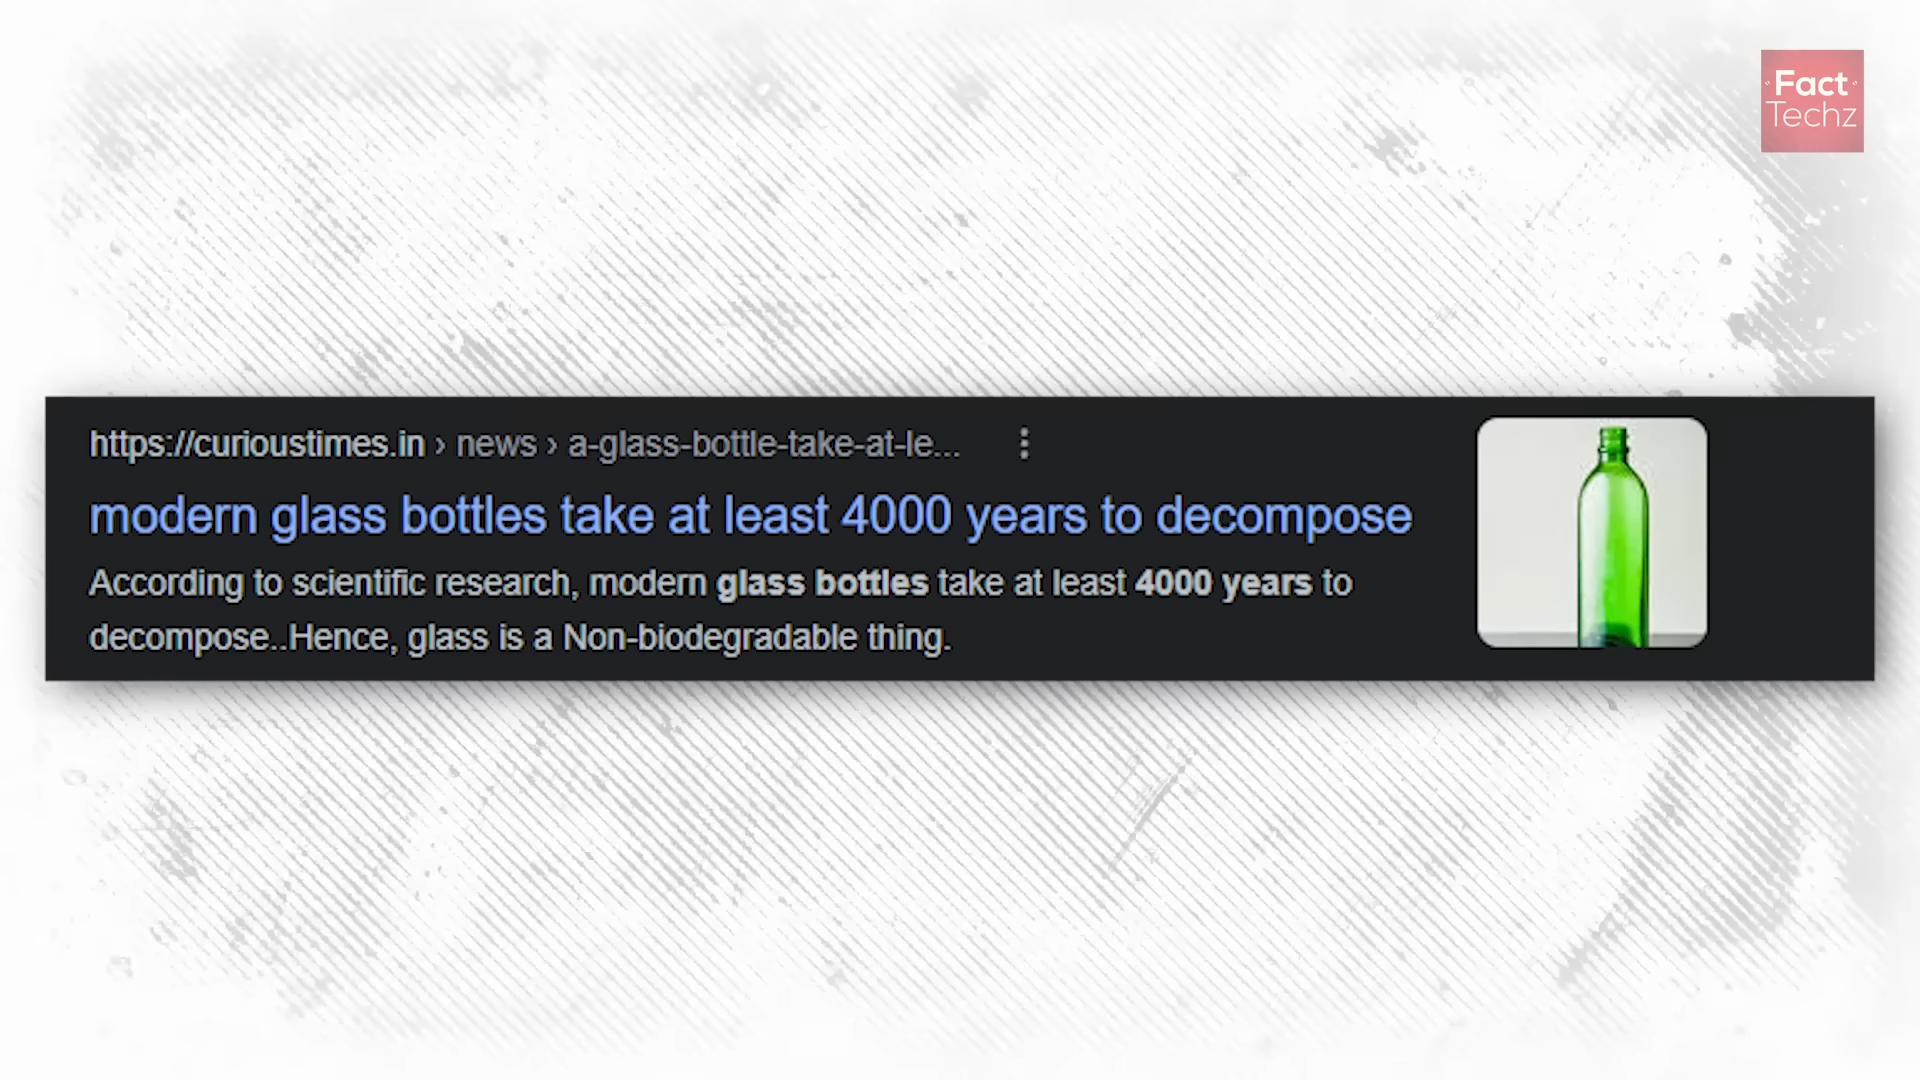 Fact
Techz
https://curioustimes.in › news › a-glass-bottle-take-at-le...
modern glass bottles take at least 4000 years to decompose
According to scientific research, modern glass bottles take at least 4000 years to
decompose..Hence, glass is a Non-biodegradable thing.